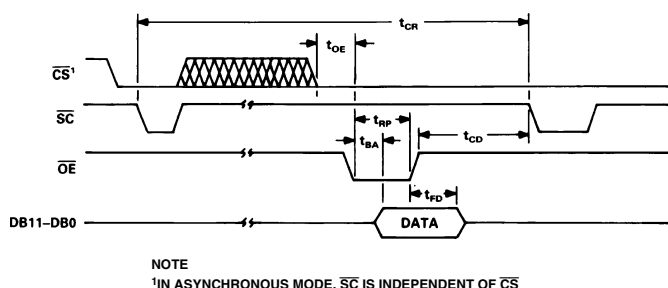 tCR
tOE
CS1
SC
tRP
tCD
tBA
OE
tFD
DB11–DB0
DATA
NOTE
1IN ASYNCHRONOUS MODE, SC IS INDEPENDENT OF CS